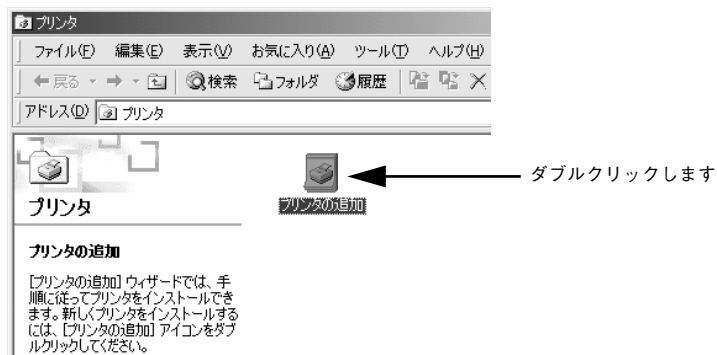 プリンタ
ファイル(F) 編集(E) 表示(V) お気に入り(A) ツール(T) ヘルプ(H)
戻る 検索 フォルダ 履歴
アドレス(D) プリンタ
プリンタ
プリンタの追加
ダブルクリックします
プリンタの追加
[プリンタの追加] ウィザードでは、手
順に従ってプリンタをインストールでき
ます。新しくプリンタをインストールする
には、[プリンタの追加] アイコンをダブ
ルクリックしてください。